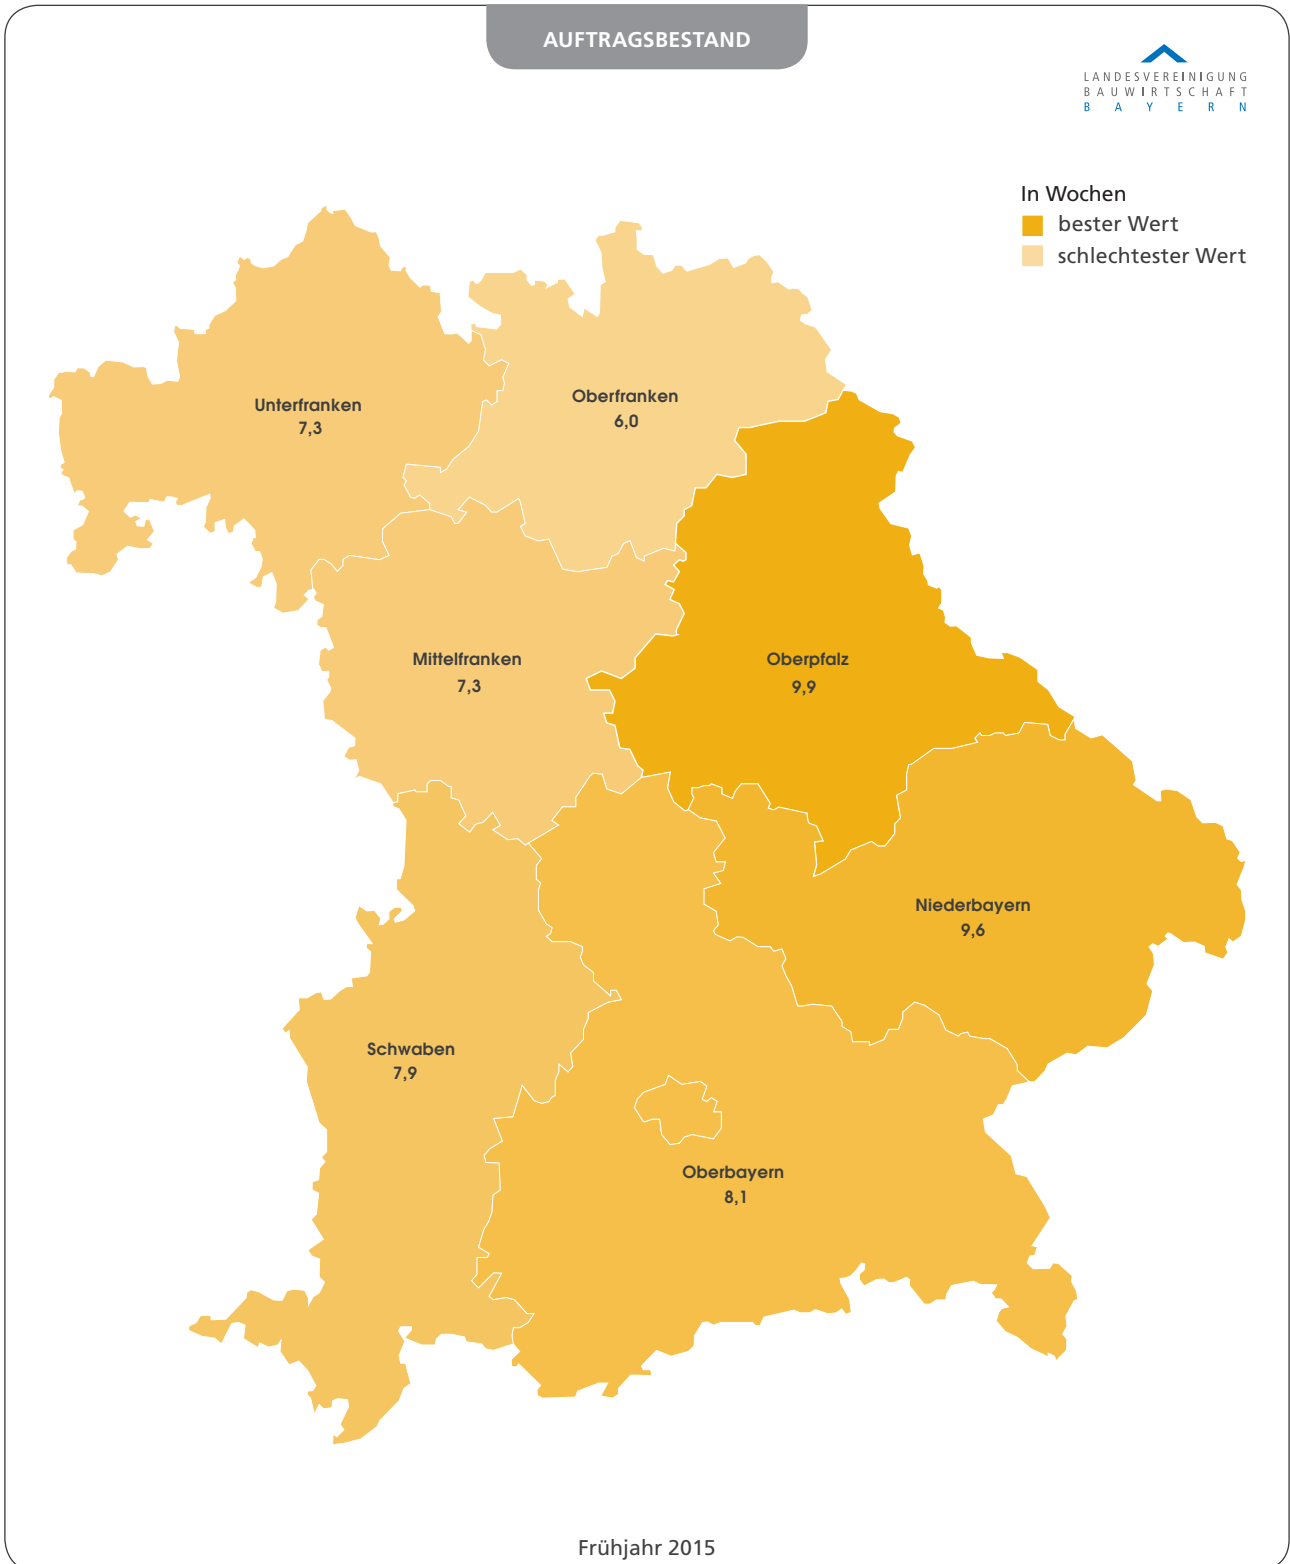 AUFTRAGSBESTAND
LANDESVEREINIGUNG
BAUWIRTSCHAFT
BAYERN
In Wochen
bester Wert
schlechtester Wert
Unterfranken
7,3
Oberfranken
6,0
Mittelfranken
7,3
Oberpfalz
9,9
Niederbayern
9,6
Schwaben
7,9
Oberbayern
8,1
Frühjahr 2015